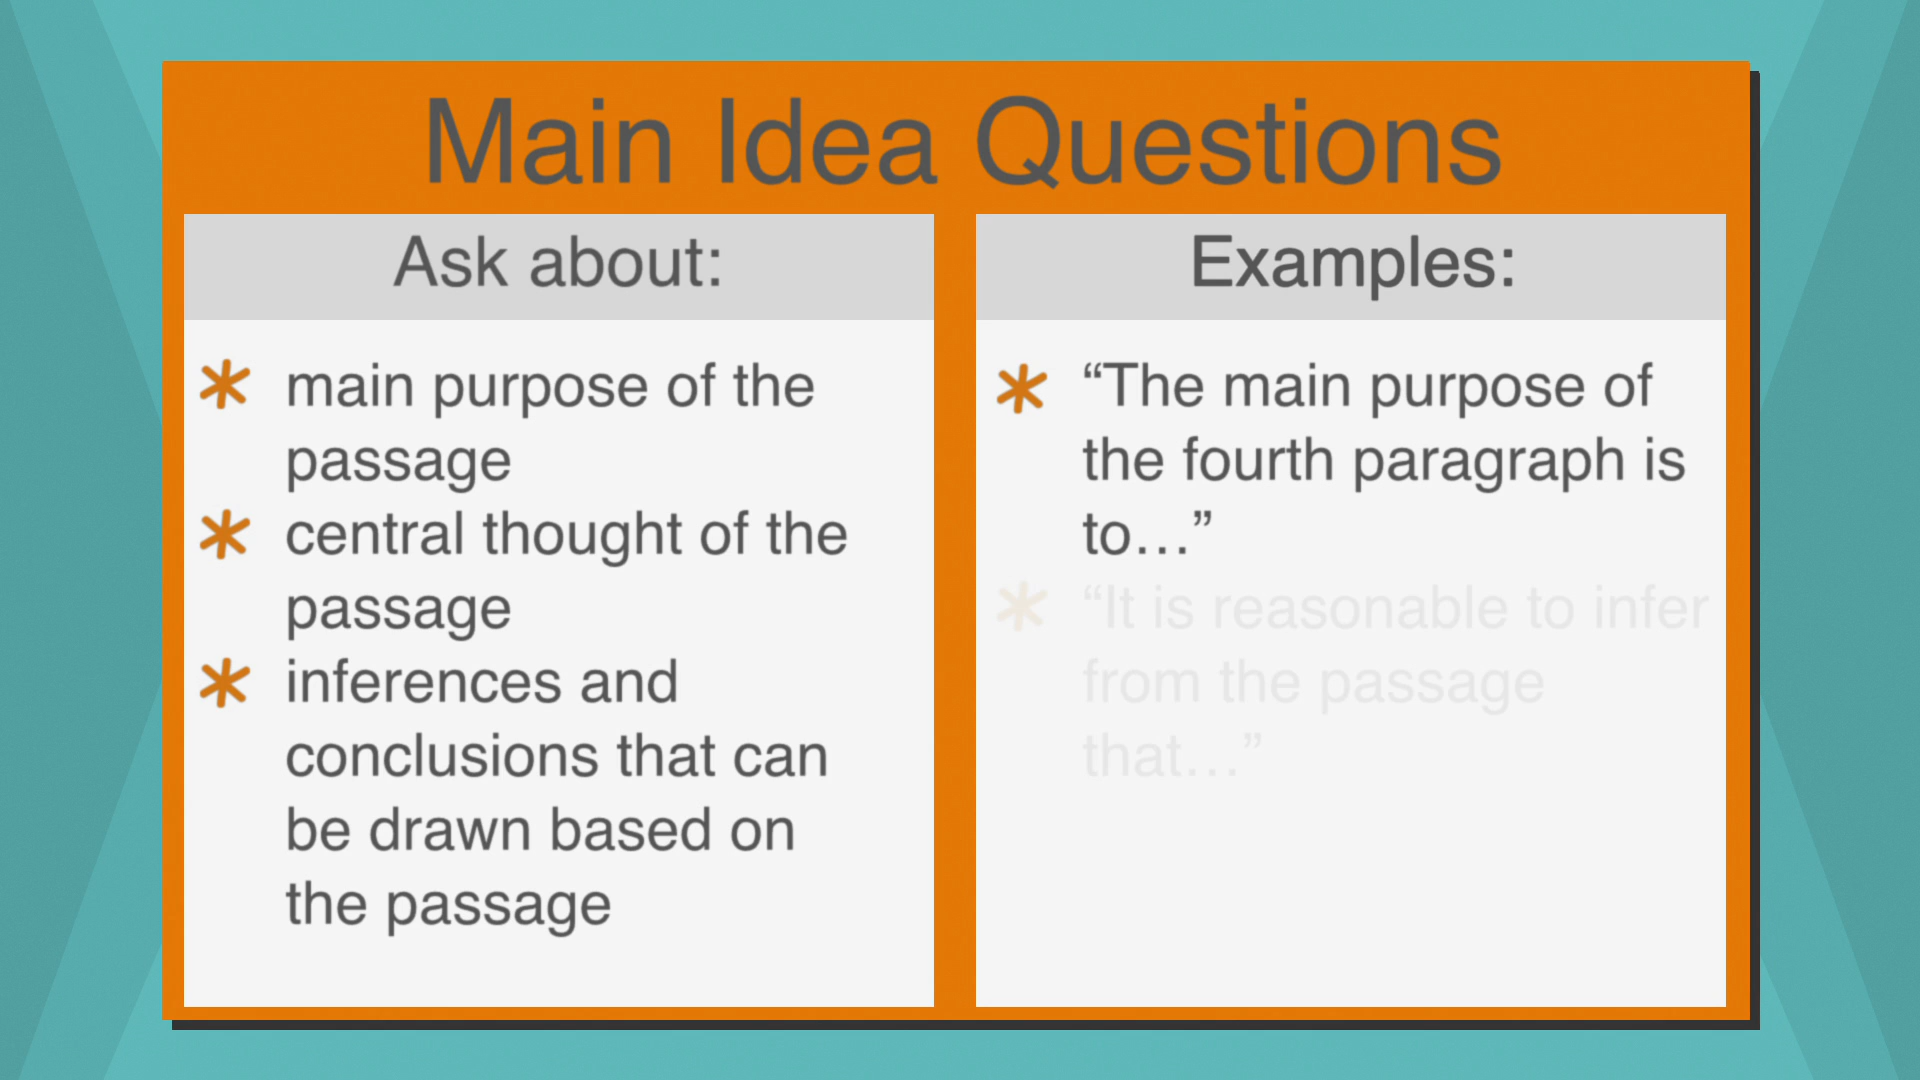 Main Idea Questions
Ask about:
main purpose of the
passage
central thought of the
passage
inferences and
conclusions that can
be drawn based on
the passage
Examples:
“The main purpose of
the fourth paragraph is
to…”
“It is reasonable to infer
from the passage
that…”